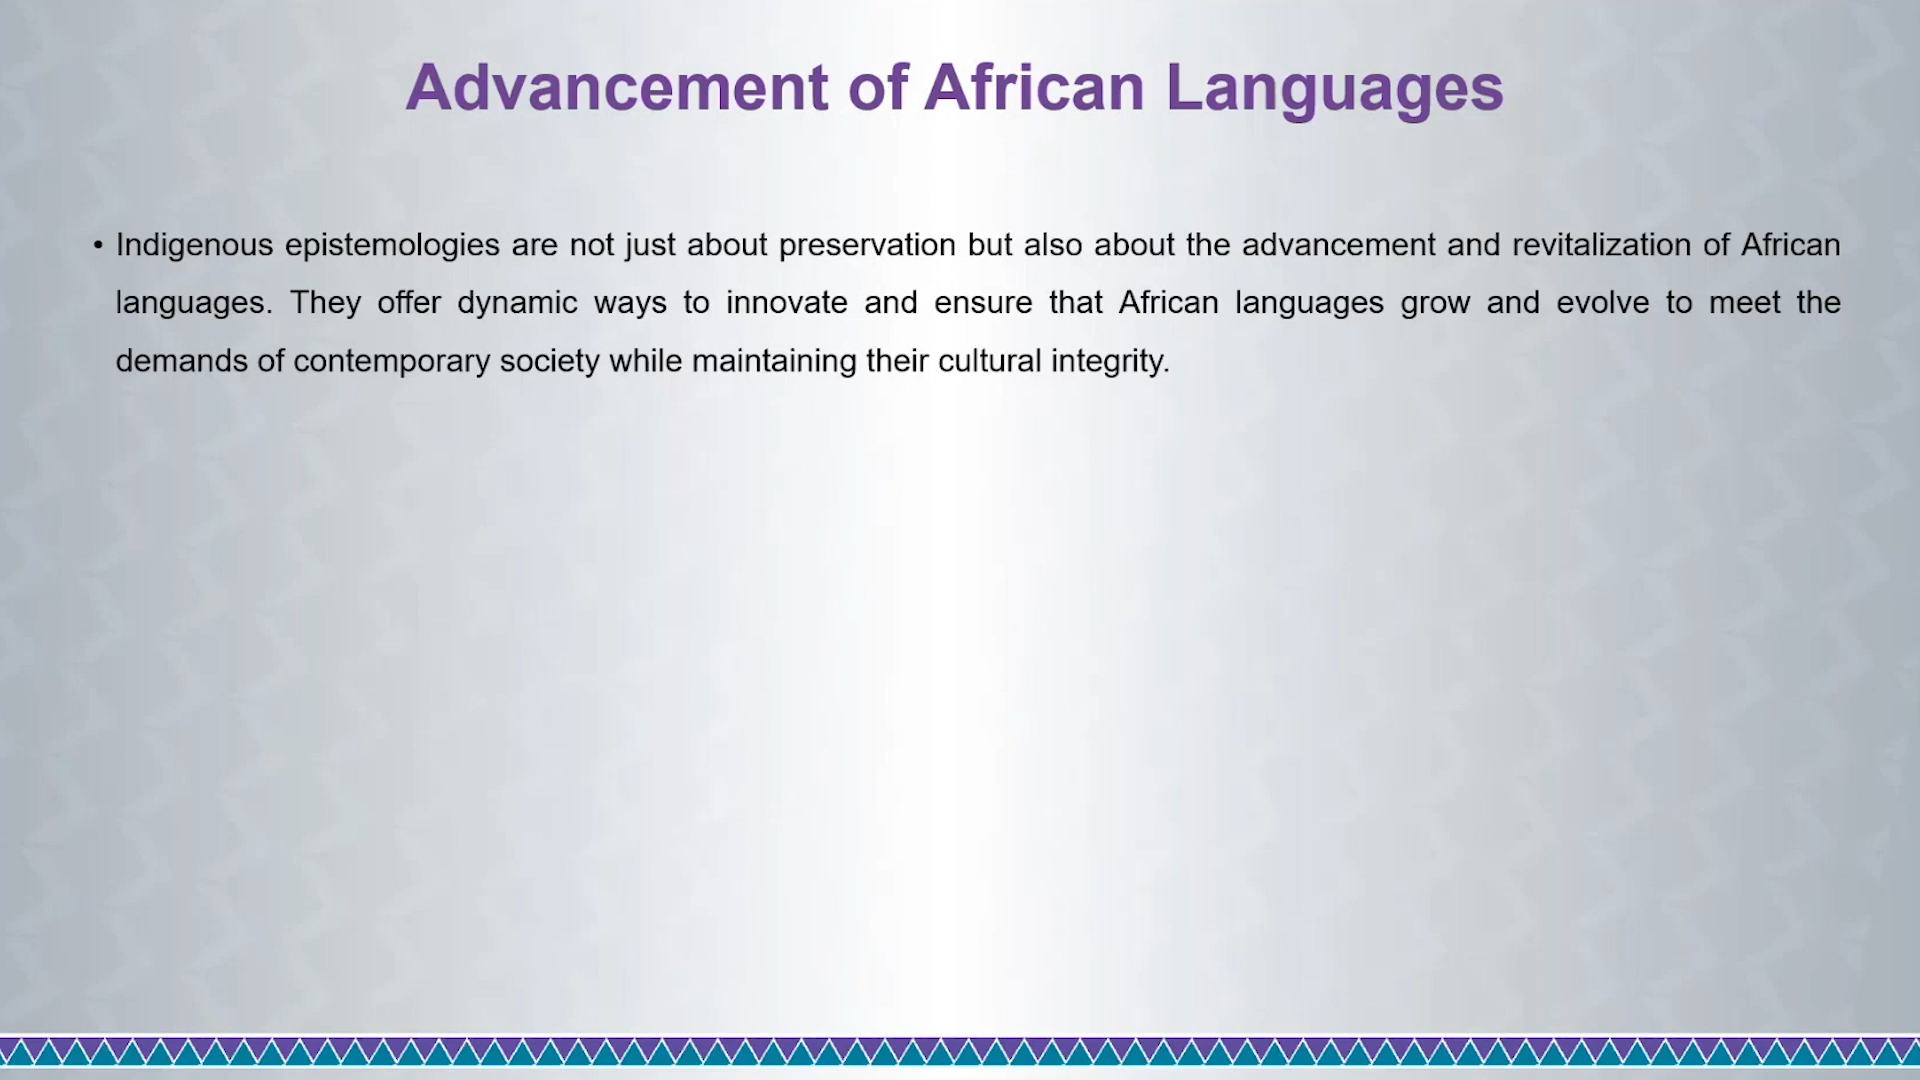 Advancement of African Languages
• Indigenous epistemologies are not just about preservation but also about the advancement and revitalization of African
languages. They offer dynamic ways to innovate and ensure that African languages grow and evolve to meet the
demands of contemporary society while maintaining their cultural integrity.